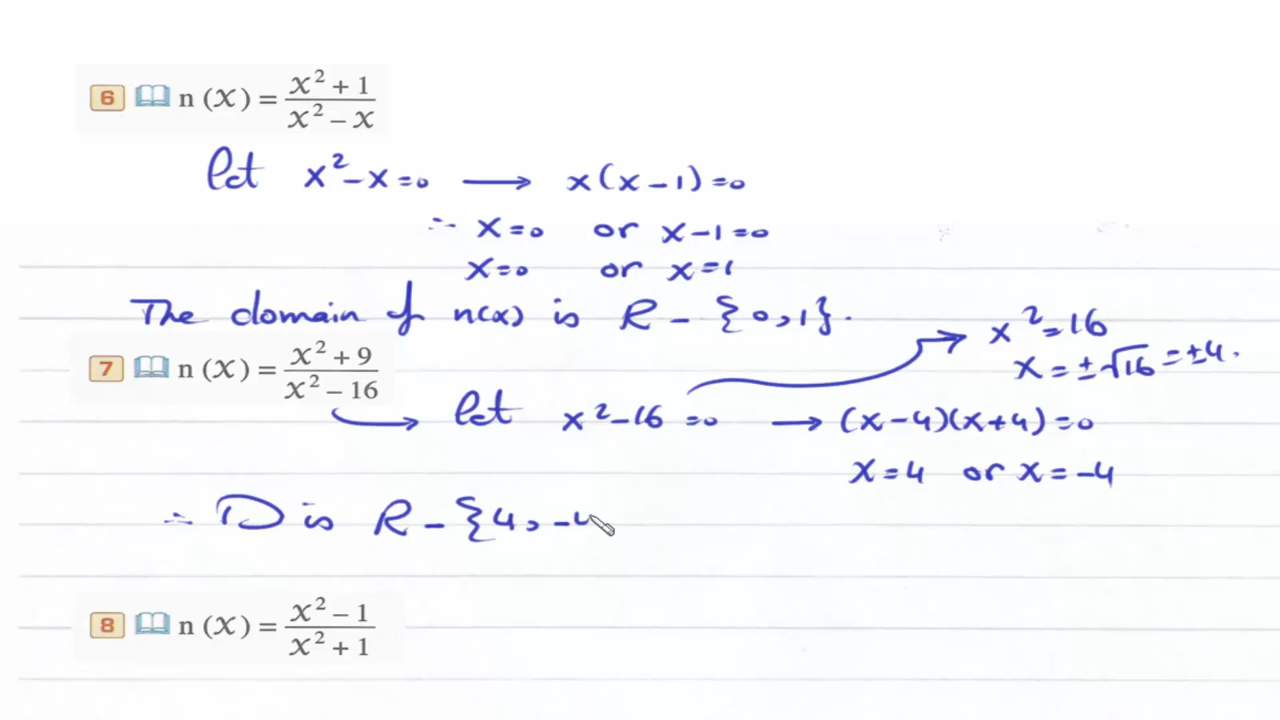 6 n (x) = x² + 1 / x² – x
let x²-x=0 → x(x-1)=0
∴ x=0 or x-1=0
x=0 or x=1
The domain of n(x) is R - {0,1}.
x²=16
x=±√16=±4.
7 n (x) = x² + 9 / x² – 16
let x²-16=0 → (x-4)(x+4)=0
x=4 or x=-4
∴ D is R - {4, -4
8 n (x) = x² – 1 / x² + 1